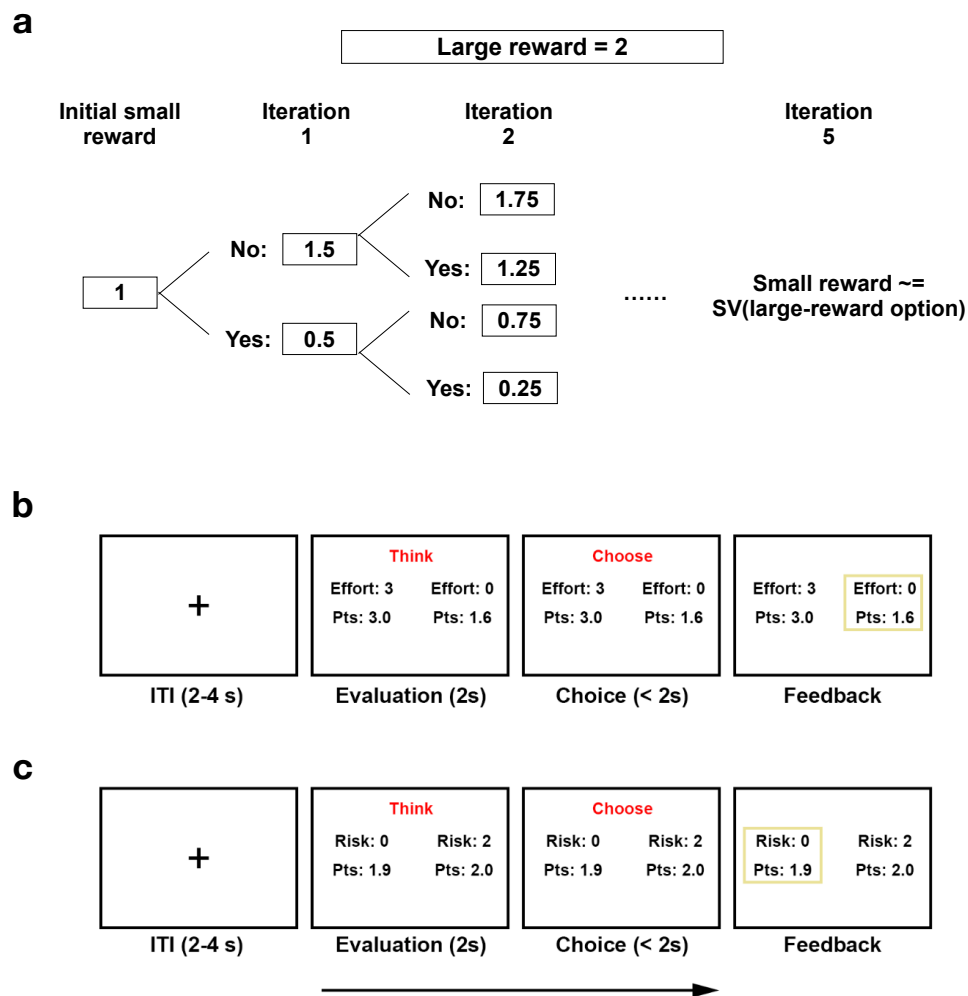 a
Large reward = 2
Initial small reward
Iteration 1
Iteration 2
Iteration 5
1
No: 1.5
Yes: 0.5
No: 1.75
Yes: 1.25
No: 0.75
Yes: 0.25
......
Small reward ~=
SV(large-reward option)
b
+
ITI (2-4 s)
Think
Effort: 3 Effort: 0
Pts: 3.0 Pts: 1.6
Evaluation (2s)
Choose
Effort: 3 Effort: 0
Pts: 3.0 Pts: 1.6
Choice (< 2s)
Effort: 3 Effort: 0
Pts: 3.0 Pts: 1.6
Feedback
c
+
ITI (2-4 s)
Think
Risk: 0 Risk: 2
Pts: 1.9 Pts: 2.0
Evaluation (2s)
Choose
Risk: 0 Risk: 2
Pts: 1.9 Pts: 2.0
Choice (< 2s)
Risk: 0 Risk: 2
Pts: 1.9 Pts: 2.0
Feedback